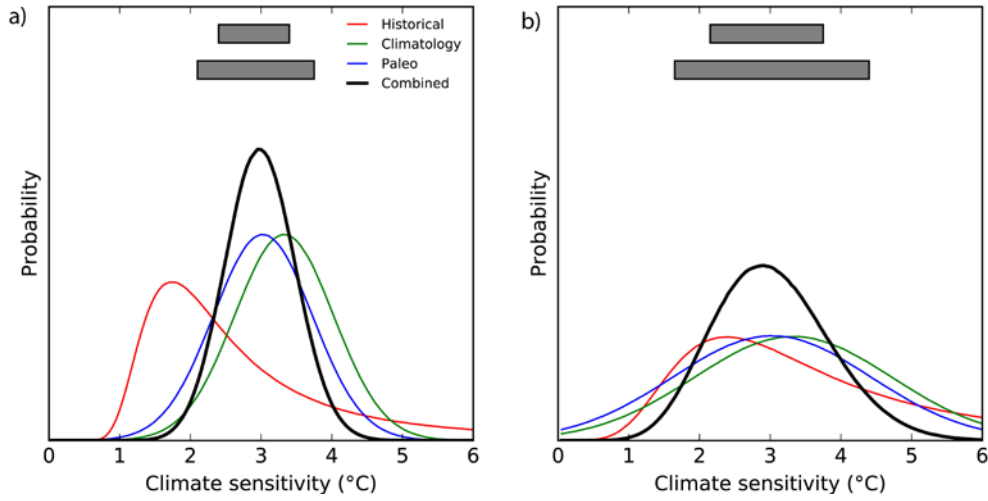 a)
Historical
Climatology
Paleo
Combined
Probability
0 1 2 3 4 5 6
Climate sensitivity (°C)
b)
Probability
0 1 2 3 4 5 6
Climate sensitivity (°C)